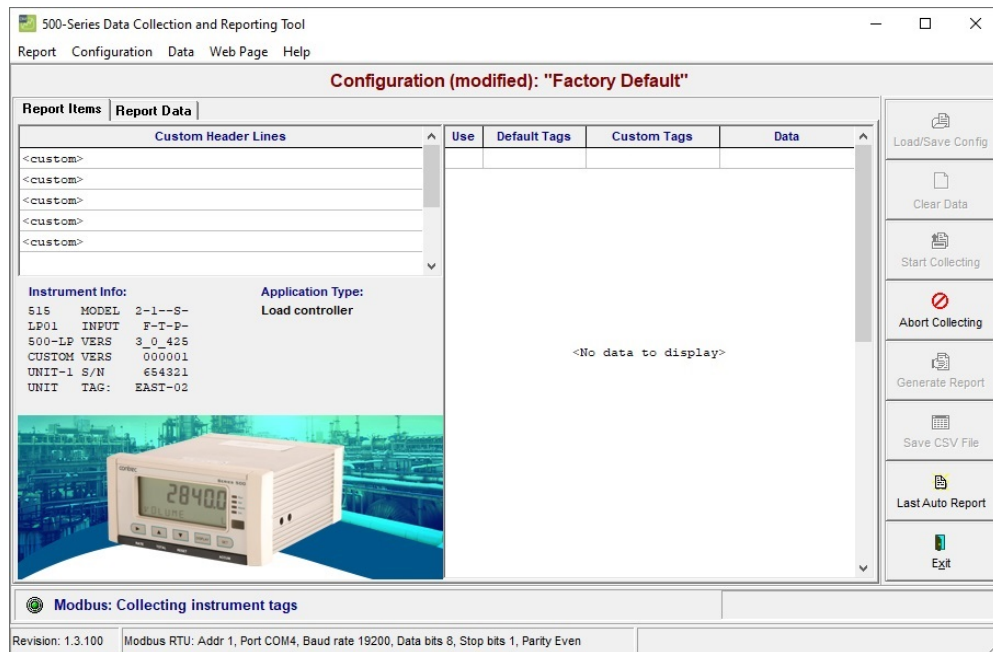 500-Series Data Collection and Reporting Tool
Report Configuration Data Web Page Help
Configuration (modified): "Factory Default"
Report Items Report Data
Custom Header Lines
<custom>
<custom>
<custom>
<custom>
<custom>
Instrument Info: Application Type:
515 MODEL 2-1--S- Load controller
LP01 INPUT F-T-P-
500-LP VERS 3_0_425
CUSTOM VERS 000001
UNIT-1 S/N 654321
UNIT TAG: EAST-02
contrec
2840.0
VOLUME
DISPLAY SET
Use Default Tags Custom Tags Data
<No data to display>
Load/Save Config
Clear Data
Start Collecting
Abort Collecting
Generate Report
Save CSV File
Last Auto Report
Exit
Modbus: Collecting instrument tags
Revision: 1.3.100 Modbus RTU: Addr 1, Port COM4, Baud rate 19200, Data bits 8, Stop bits 1, Parity Even